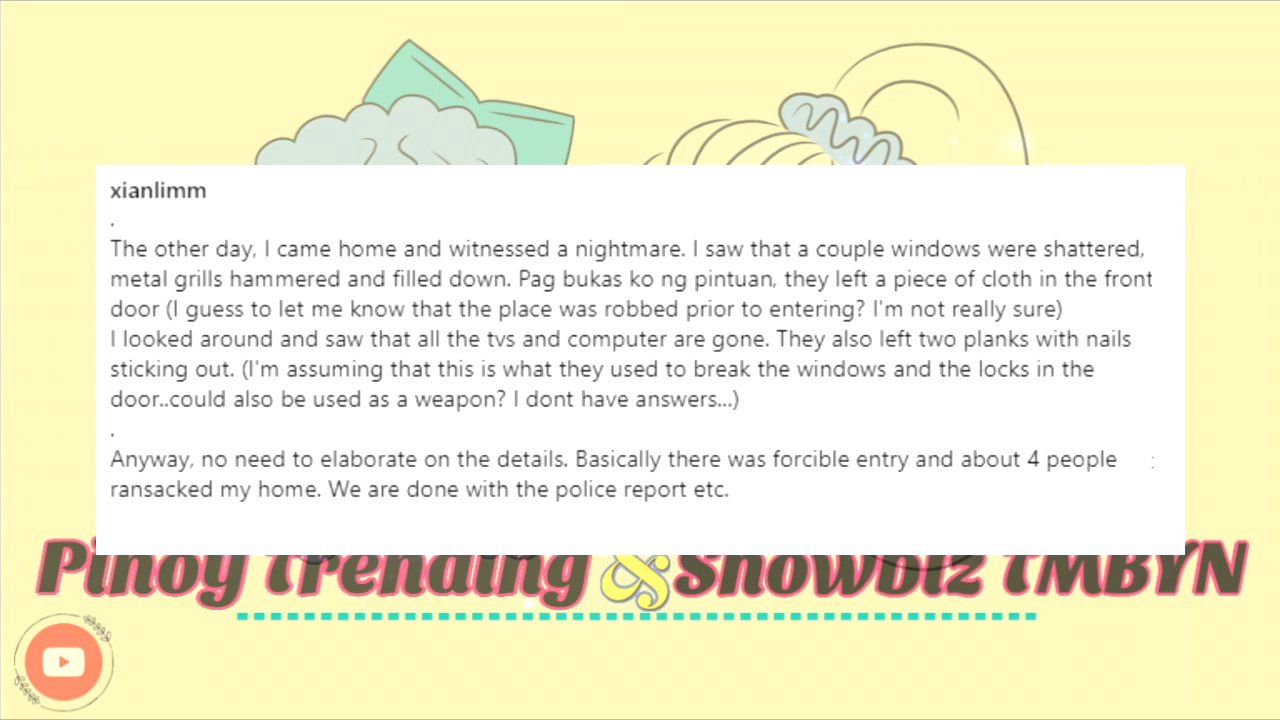 xianlimm
.
The other day, I came home and witnessed a nightmare. I saw that a couple windows were shattered,
metal grills hammered and filled down. Pag bukas ko ng pintuan, they left a piece of cloth in the front
door (I guess to let me know that the place was robbed prior to entering? I'm not really sure)
I looked around and saw that all the tvs and computer are gone. They also left two planks with nails
sticking out. (I'm assuming that this is what they used to break the windows and the locks in the
door..could also be used as a weapon? I dont have answers...)
.
Anyway, no need to elaborate on the details. Basically there was forcible entry and about 4 people
ransacked my home. We are done with the police report etc.
Pinoy Trending & Showbiz TMBYN